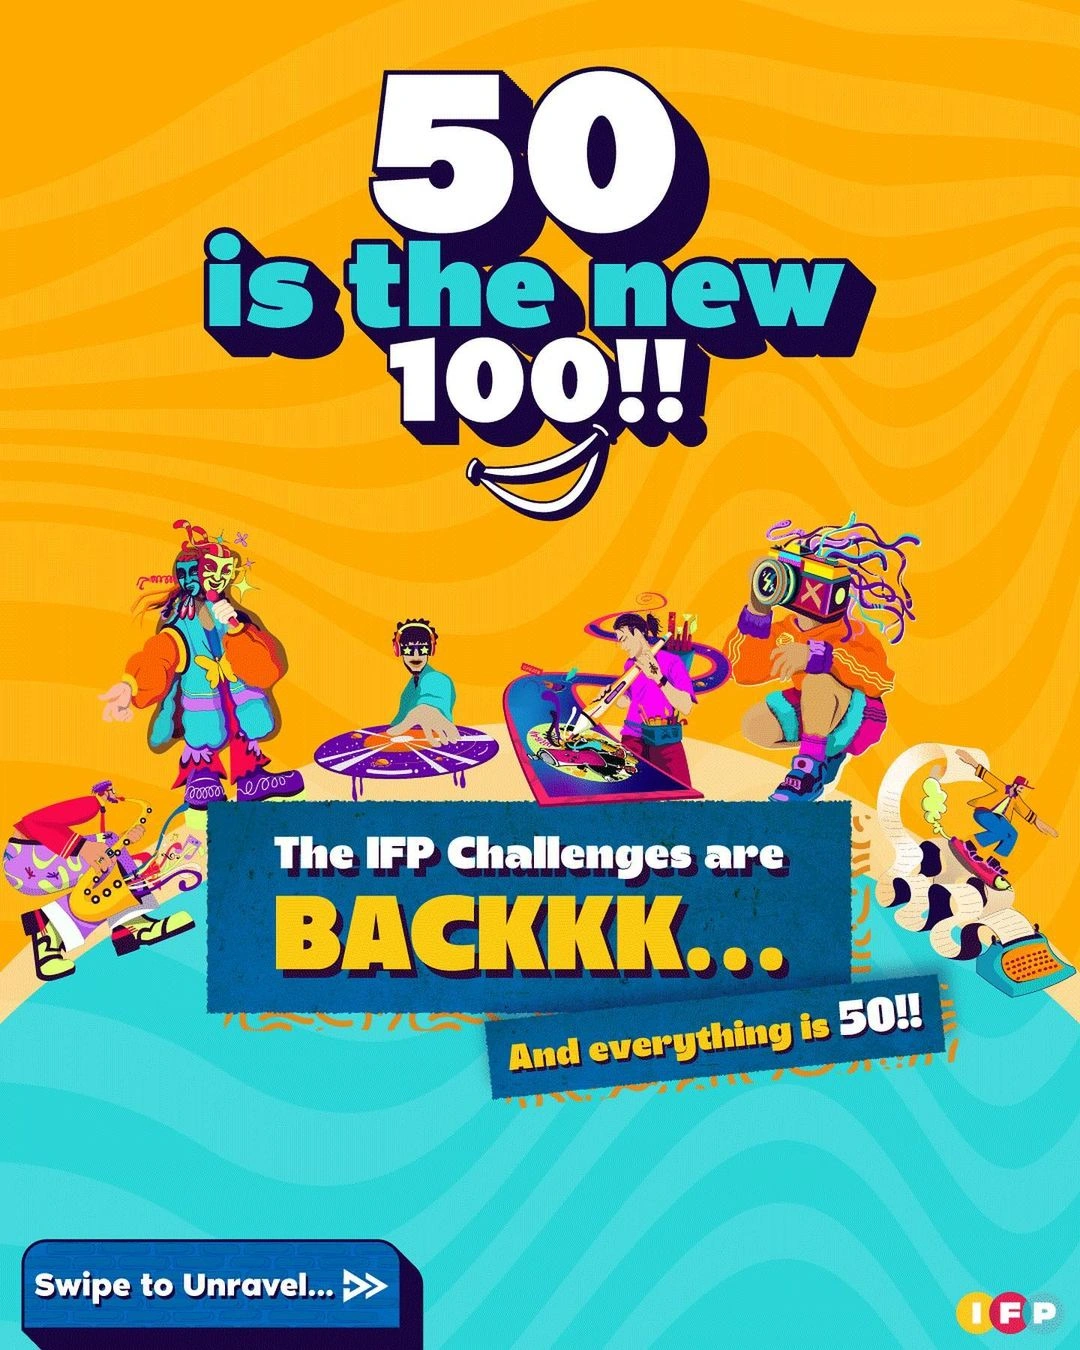 50
is the new
100!!
The IFP Challenges are
BACKKK...
And everything is 50!!
Swipe to Unravel...
IFP